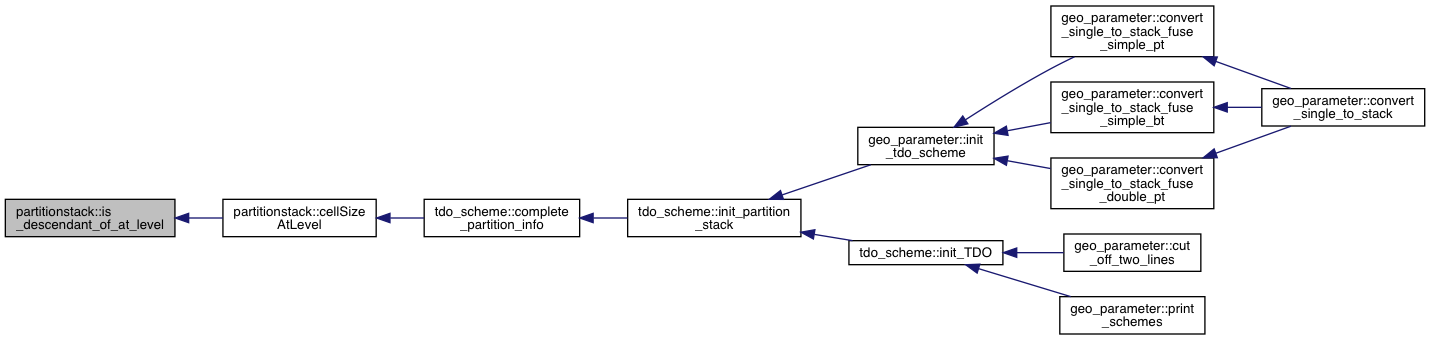 partitionstack::is
_descendant_of_at_level
partitionstack::cellSize
AtLevel
tdo_scheme::complete
_partition_info
tdo_scheme::init_partition
_stack
geo_parameter::init
_tdo_scheme
geo_parameter::convert
_single_to_stack_fuse
_simple_pt
geo_parameter::convert
_single_to_stack_fuse
_simple_bt
geo_parameter::convert
_single_to_stack_fuse
_double_pt
geo_parameter::convert
_single_to_stack
tdo_scheme::init_TDO
geo_parameter::cut
_off_two_lines
geo_parameter::print
_schemes